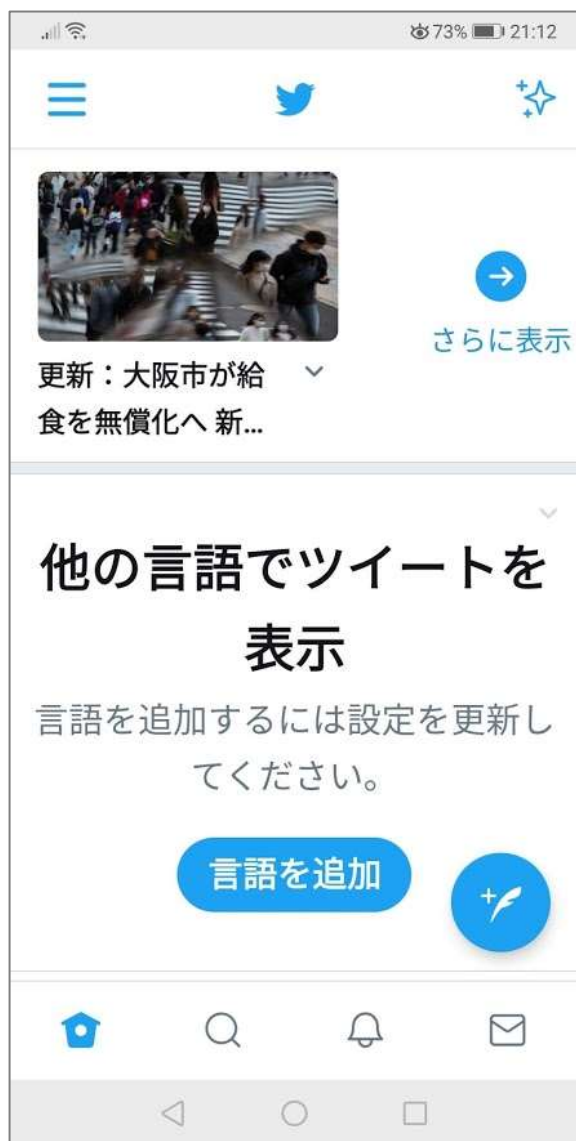 73% 21:12
更新：大阪市が給
食を無償化へ 新...
さらに表示
他の言語でツイートを
表示
言語を追加するには設定を更新し
てください。
言語を追加